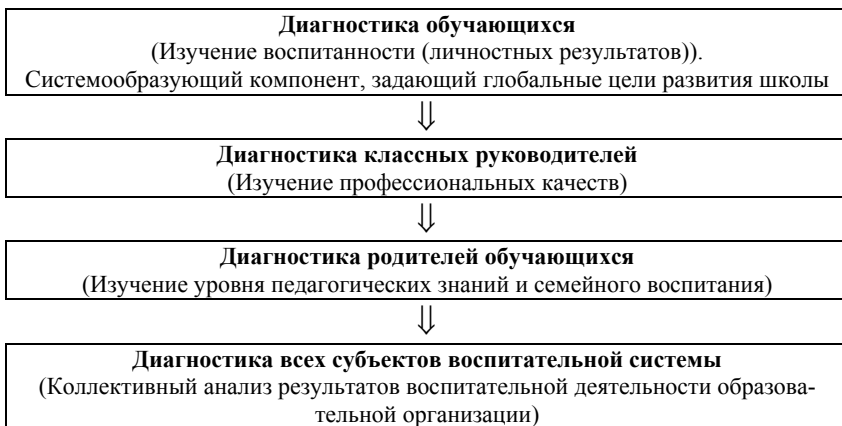 Диагностика обучающихся
(Изучение воспитанности (личностных результатов)).
Системообразующий компонент, задающий глобальные цели развития школы
⇓
Диагностика классных руководителей
(Изучение профессиональных качеств)
⇓
Диагностика родителей обучающихся
(Изучение уровня педагогических знаний и семейного воспитания)
⇓
Диагностика всех субъектов воспитательной системы
(Коллективный анализ результатов воспитательной деятельности образова-
тельной организации)